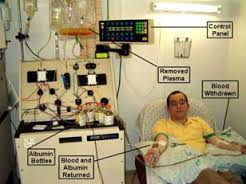 Control
Panel
Removed
Plasma
Blood
Withdrawn
Albumin
Bottles
Blood and
Albumin
Returned